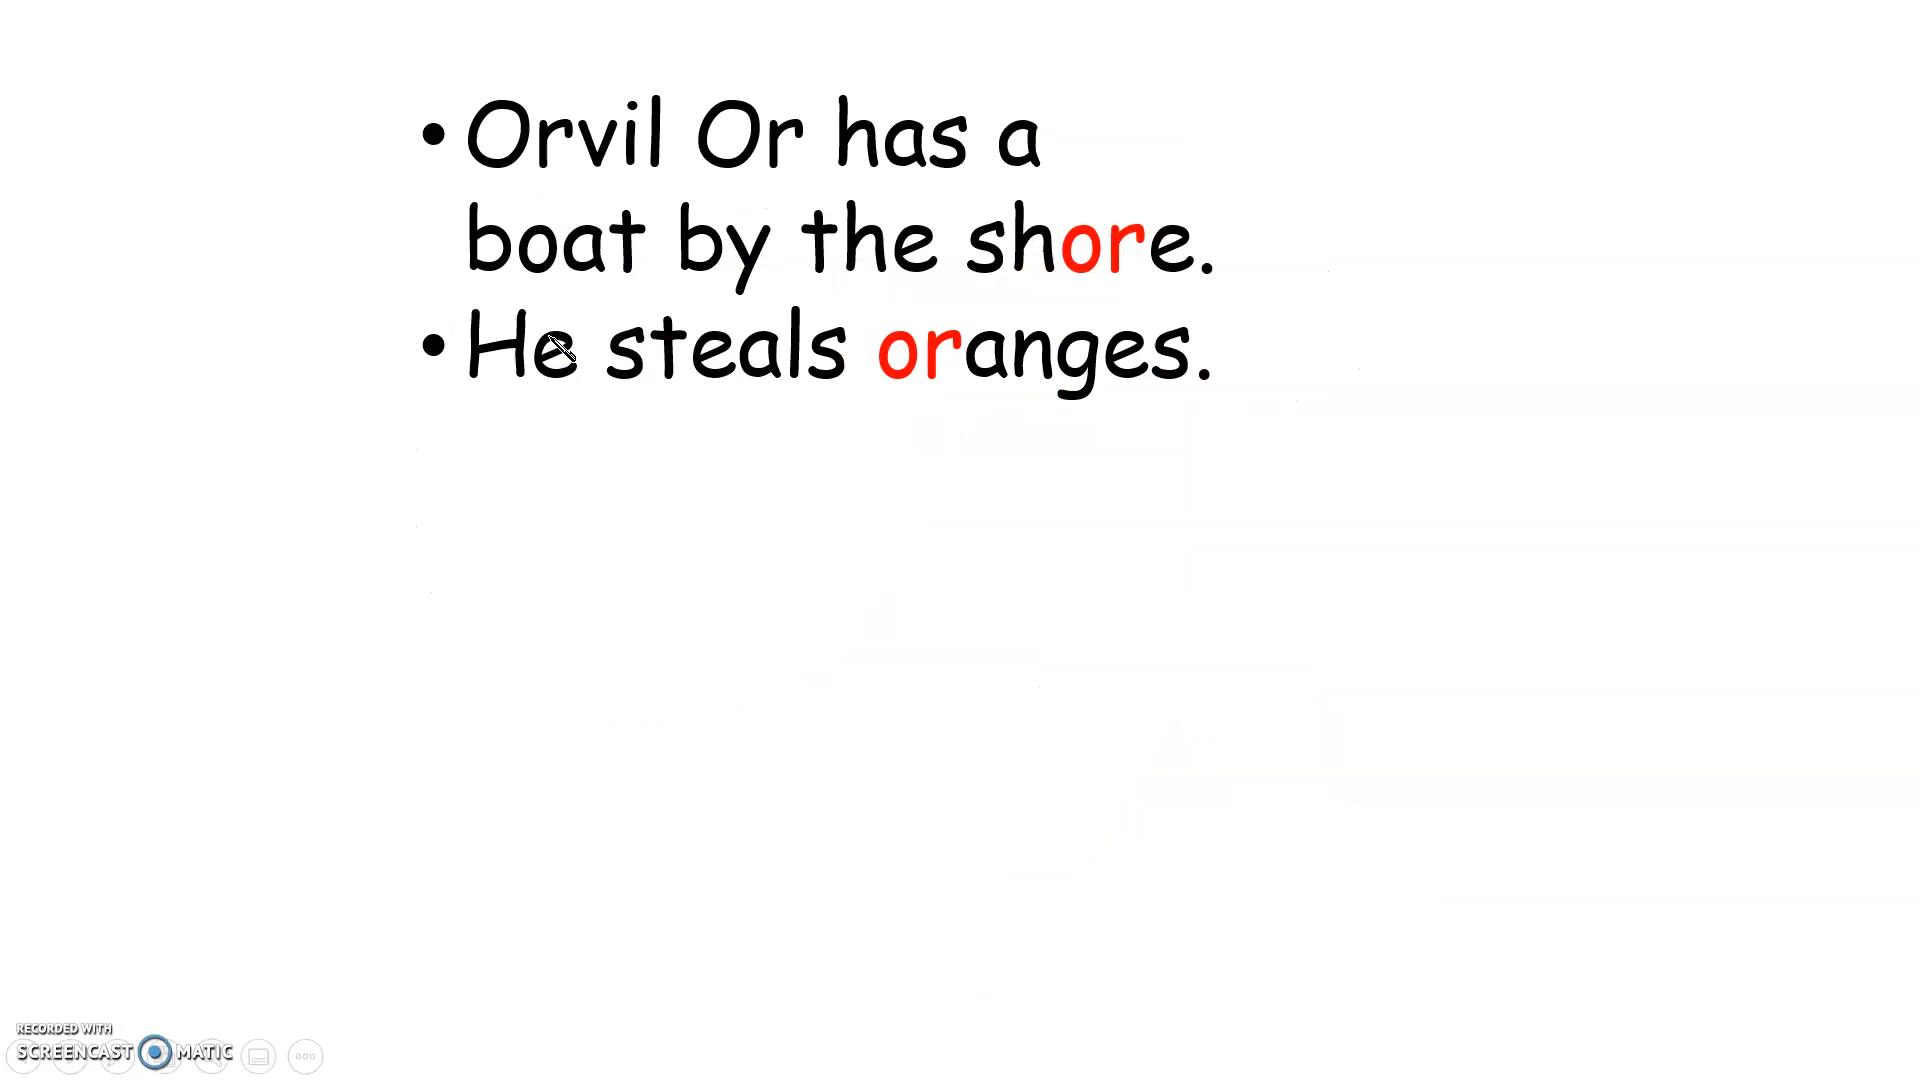 • Orvil Or has a
boat by the shore.
• He steals oranges.
RECORDED WITH
SCREENCAST MATIC